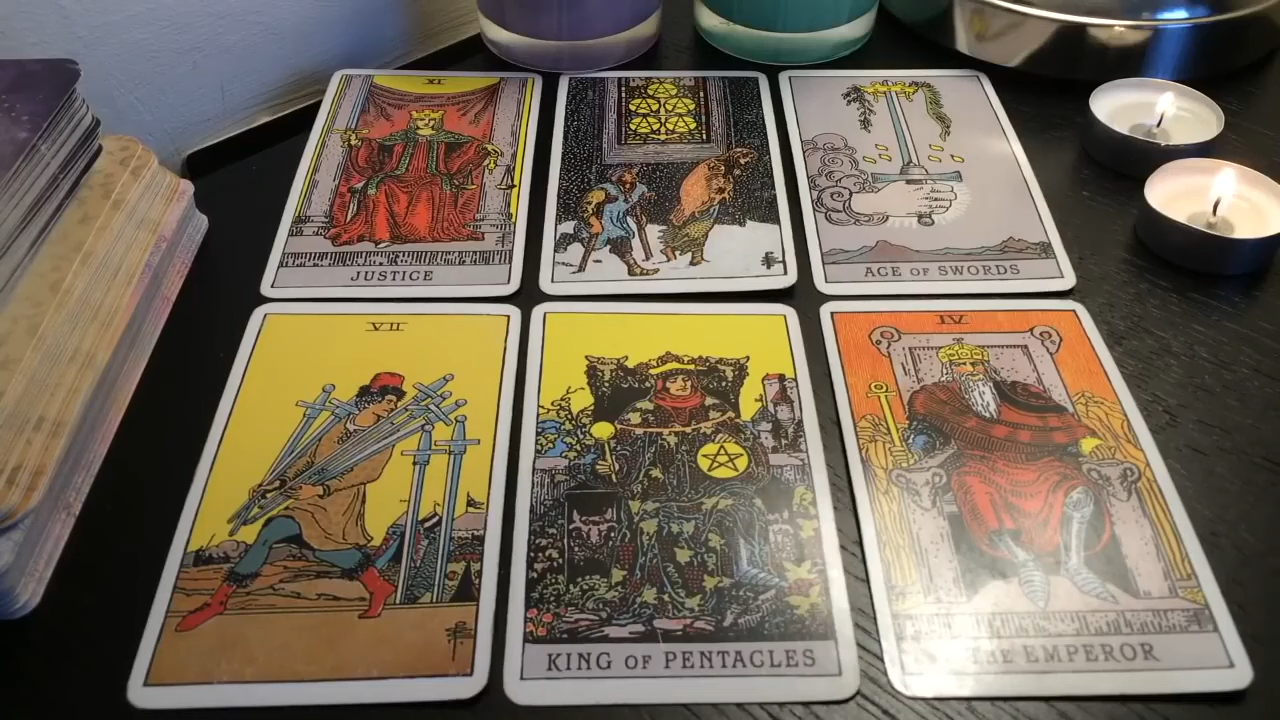 XI
JUSTICE
ACE OF SWORDS
VII
KING OF PENTACLES
IV
THE EMPEROR